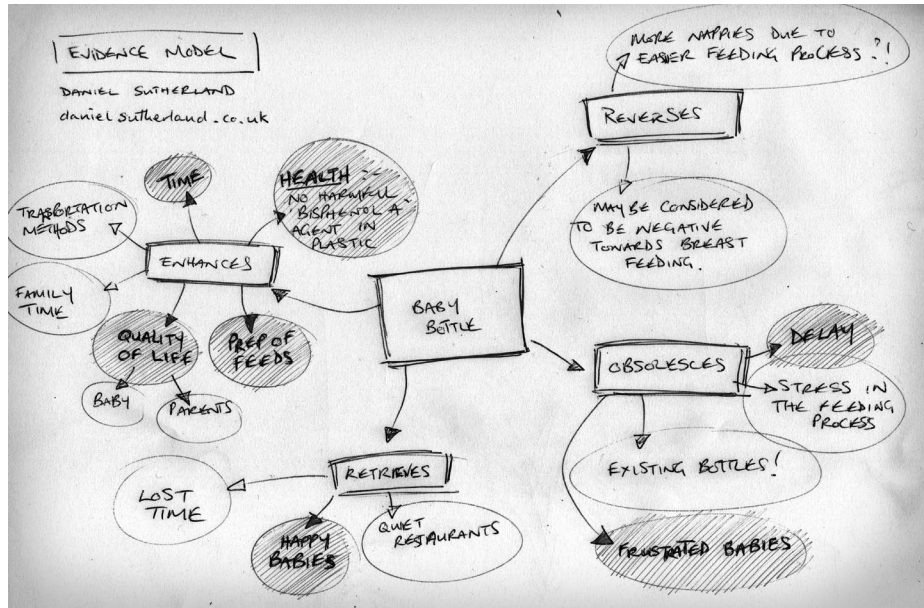 EVIDENCE MODEL
DANIEL SUTHERLAND
danielsutherland.co.uk
MORE NAPPIES DUE TO
EASIER FEEDING PROCESS?!
REVERSES
MAYBE CONSIDERED
TO BE NEGATIVE
TOWARDS BREAST
FEEDING.
TIME
HEALTH --
NO HARMFULL
BISPHENOL A -
AGENT IN
PLASTIC
TRASPORTATION
METHODS
ENHANCES
FAMILY
TIME
QUALITY
OF LIFE
PREP OF
FEEDS
BABY
PARENTS
BABY
BOTTLE
OBSOLESCES
DELAY
STRESS IN
THE FEEDING
PROCESS
EXISTING BOTTLES!
FRUSTRATED BABIES
RETRIEVES
LOST
TIME
HAPPY
BABIES
QUIET
RESTAURANTS